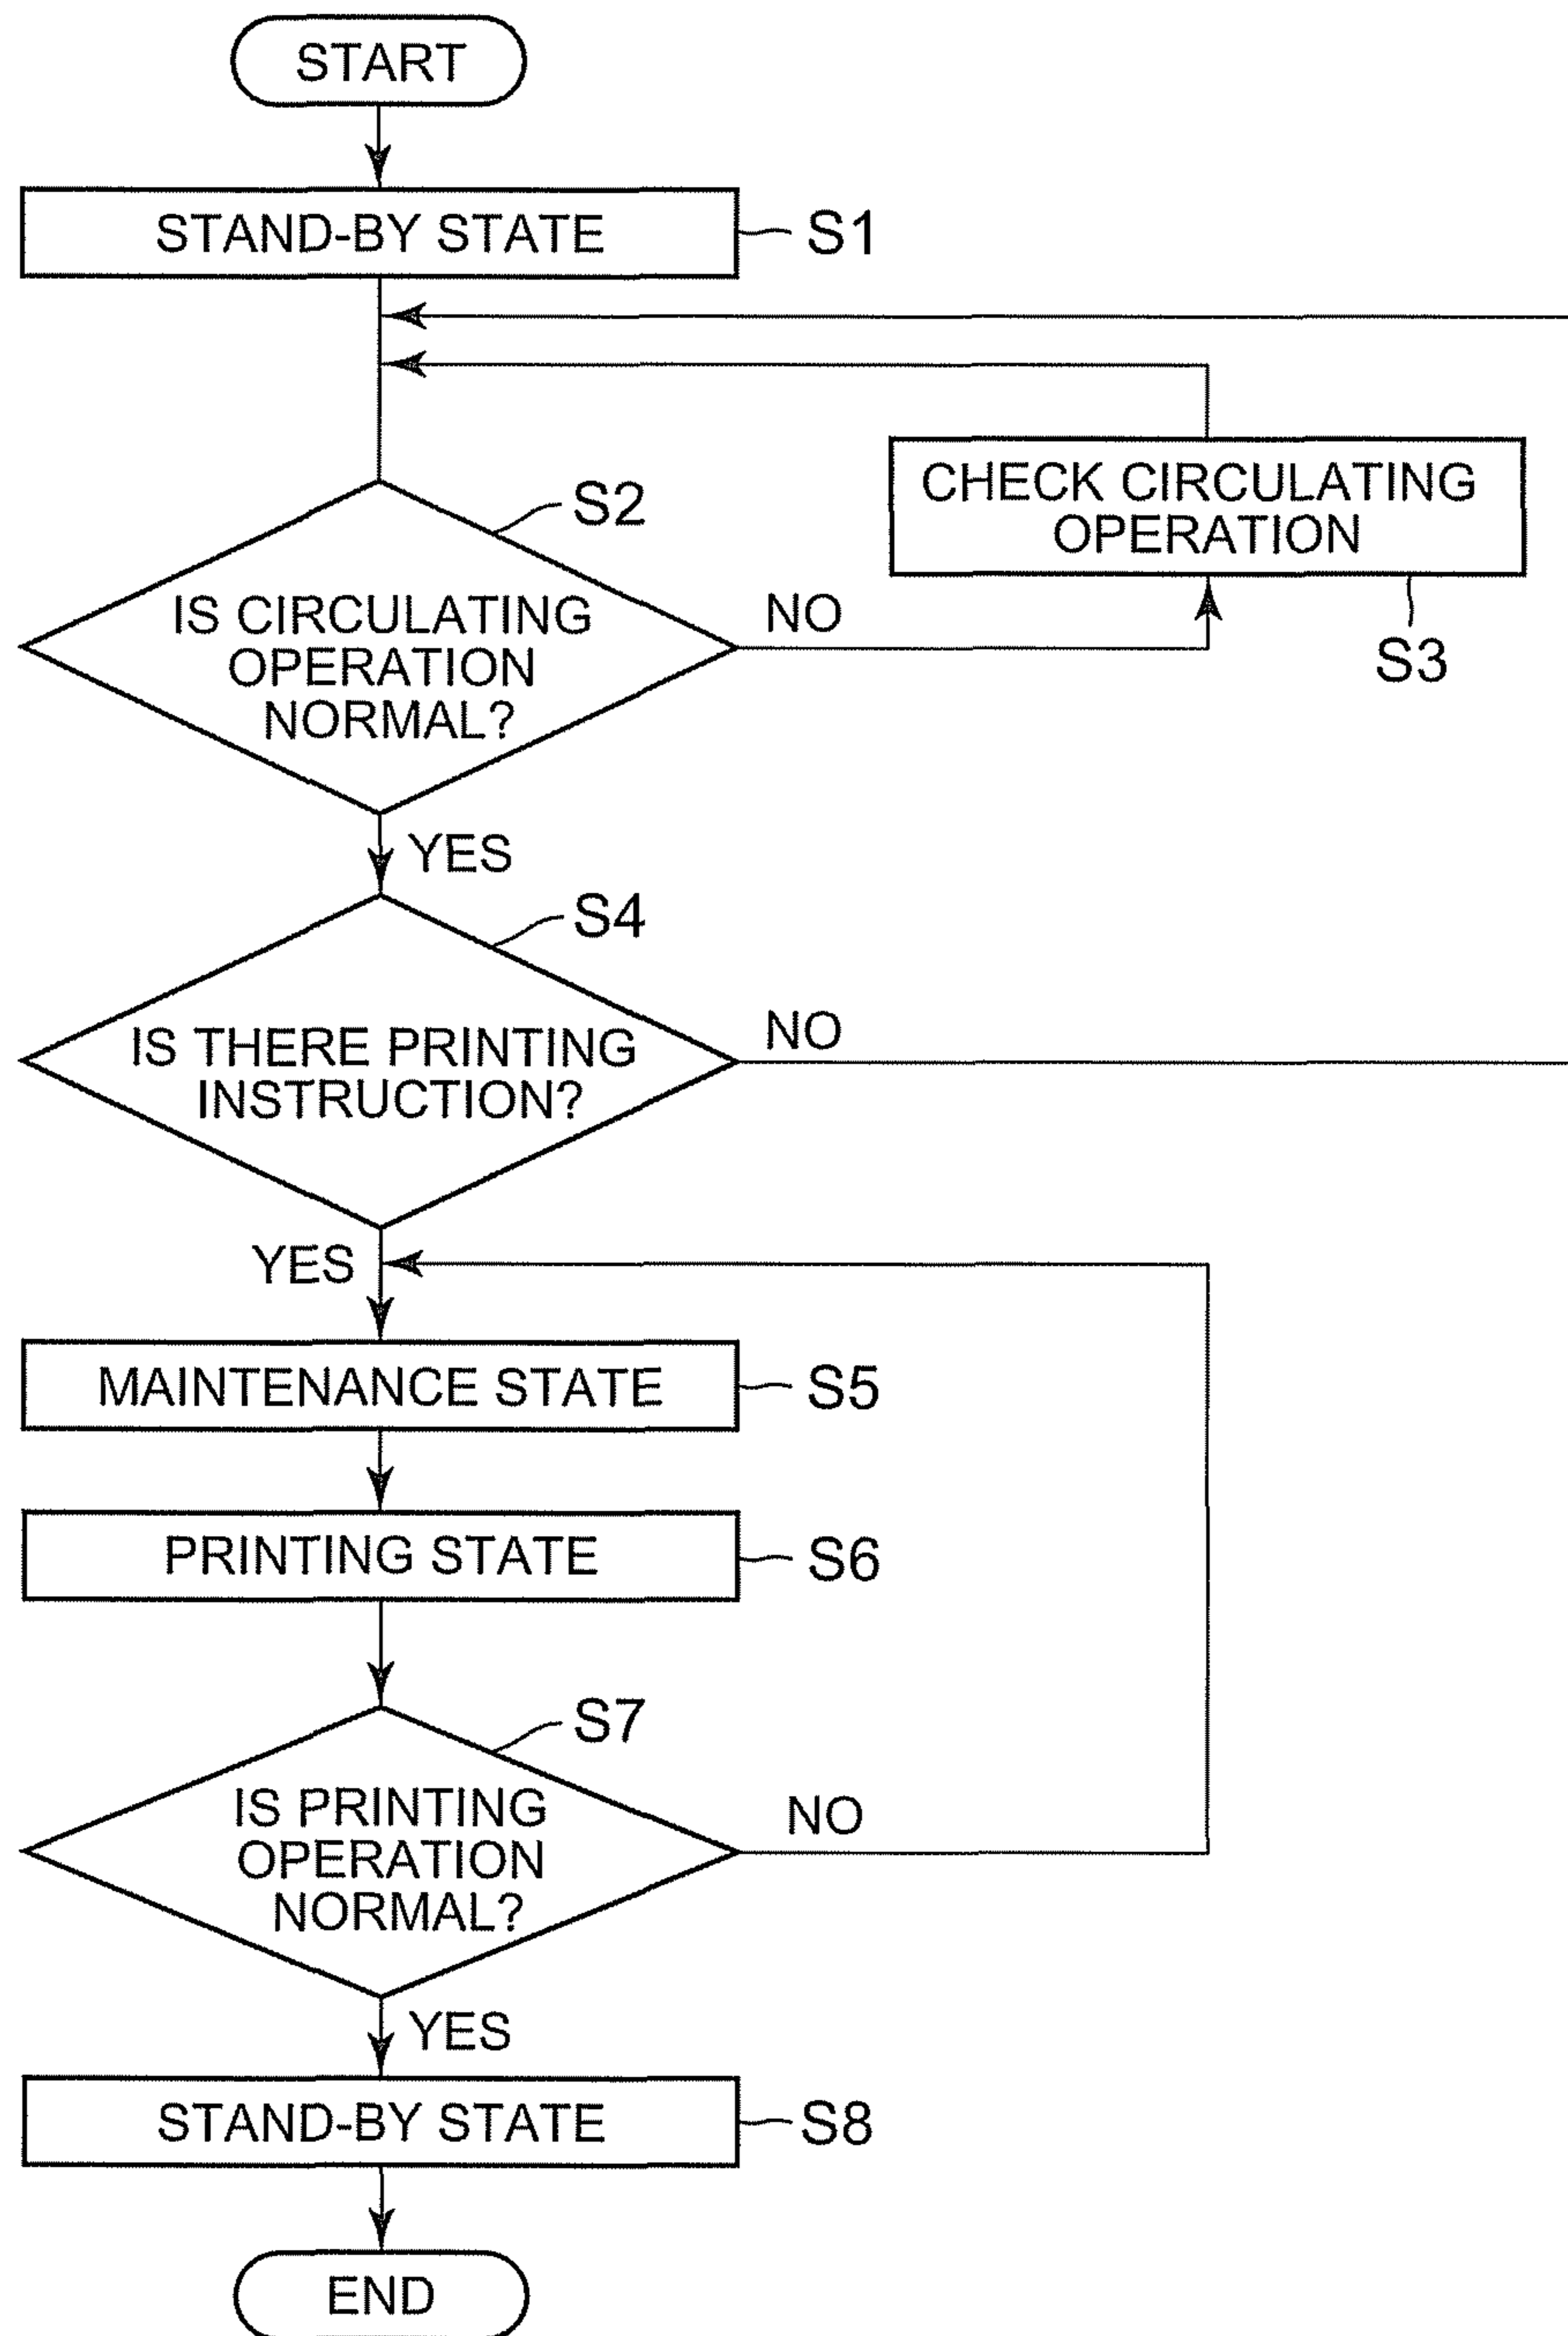 START
STAND-BY STATE
S1
S2
CHECK CIRCULATING
OPERATION
S3
IS CIRCULATING
OPERATION
NORMAL?
NO
YES
S4
IS THERE PRINTING
INSTRUCTION?
NO
YES
MAINTENANCE STATE
S5
PRINTING STATE
S6
S7
IS PRINTING
OPERATION
NORMAL?
NO
YES
STAND-BY STATE
S8
END